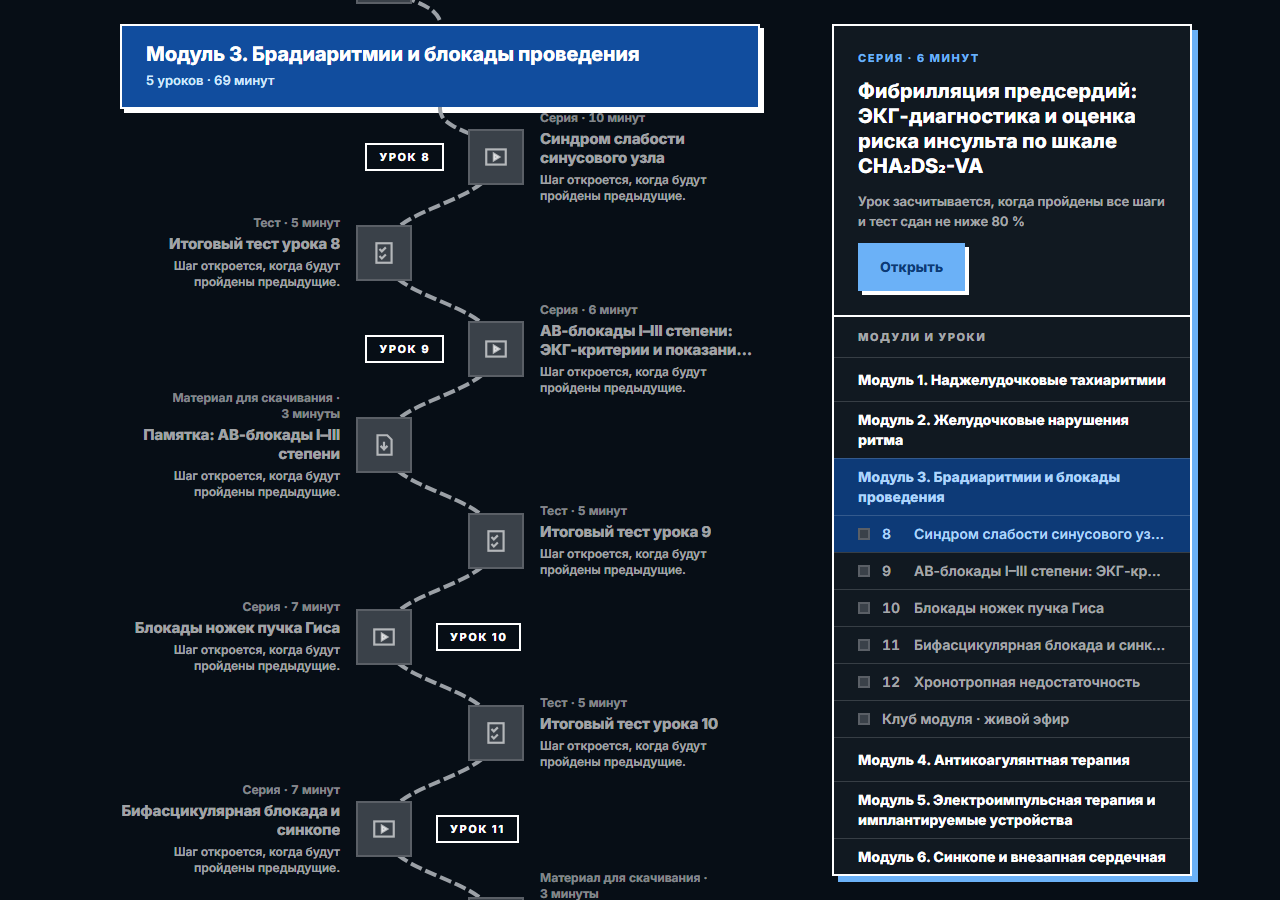 Модуль 3. Брадиаритмии и блокады проведения
5 уроков · 69 минут
Серия · 10 минут
Синдром слабости
синусового узла
Шаг откроется, когда будут
пройдены предыдущие.
УРОК 8
Тест · 5 минут
Итоговый тест урока 8
Шаг откроется, когда будут
пройдены предыдущие.
Серия · 6 минут
АВ-блокады I–III степени:
ЭКГ-критерии и показани...
Шаг откроется, когда будут
пройдены предыдущие.
УРОК 9
Материал для скачивания ·
3 минуты
Памятка: АВ-блокады I–III
степени
Шаг откроется, когда будут
пройдены предыдущие.
Тест · 5 минут
Итоговый тест урока 9
Шаг откроется, когда будут
пройдены предыдущие.
Серия · 7 минут
Блокады ножек пучка Гиса
Шаг откроется, когда будут
пройдены предыдущие.
УРОК 10
Тест · 5 минут
Итоговый тест урока 10
Шаг откроется, когда будут
пройдены предыдущие.
Серия · 7 минут
Бифасцикулярная блокада и
синкопе
Шаг откроется, когда будут
пройдены предыдущие.
УРОК 11
Материал для скачивания ·
3 минуты
СЕРИЯ · 6 МИНУТ
Фибрилляция предсердий:
ЭКГ-диагностика и оценка
риска инсульта по шкале
CHA₂DS₂-VA
Урок засчитывается, когда пройдены все шаги
и тест сдан не ниже 80 %
Открыть
МОДУЛИ И УРОКИ
Модуль 1. Наджелудочковые тахиаритмии
Модуль 2. Желудочковые нарушения
ритма
Модуль 3. Брадиаритмии и блокады
проведения
8 Синдром слабости синусового уз...
9 АВ-блокады I–III степени: ЭКГ-кр...
10 Блокады ножек пучка Гиса
11 Бифасцикулярная блокада и синк...
12 Хронотропная недостаточность
Клуб модуля · живой эфир
Модуль 4. Антикоагулянтная терапия
Модуль 5. Электроимпульсная терапия и
имплантируемые устройства
Модуль 6. Синкопе и внезапная сердечная